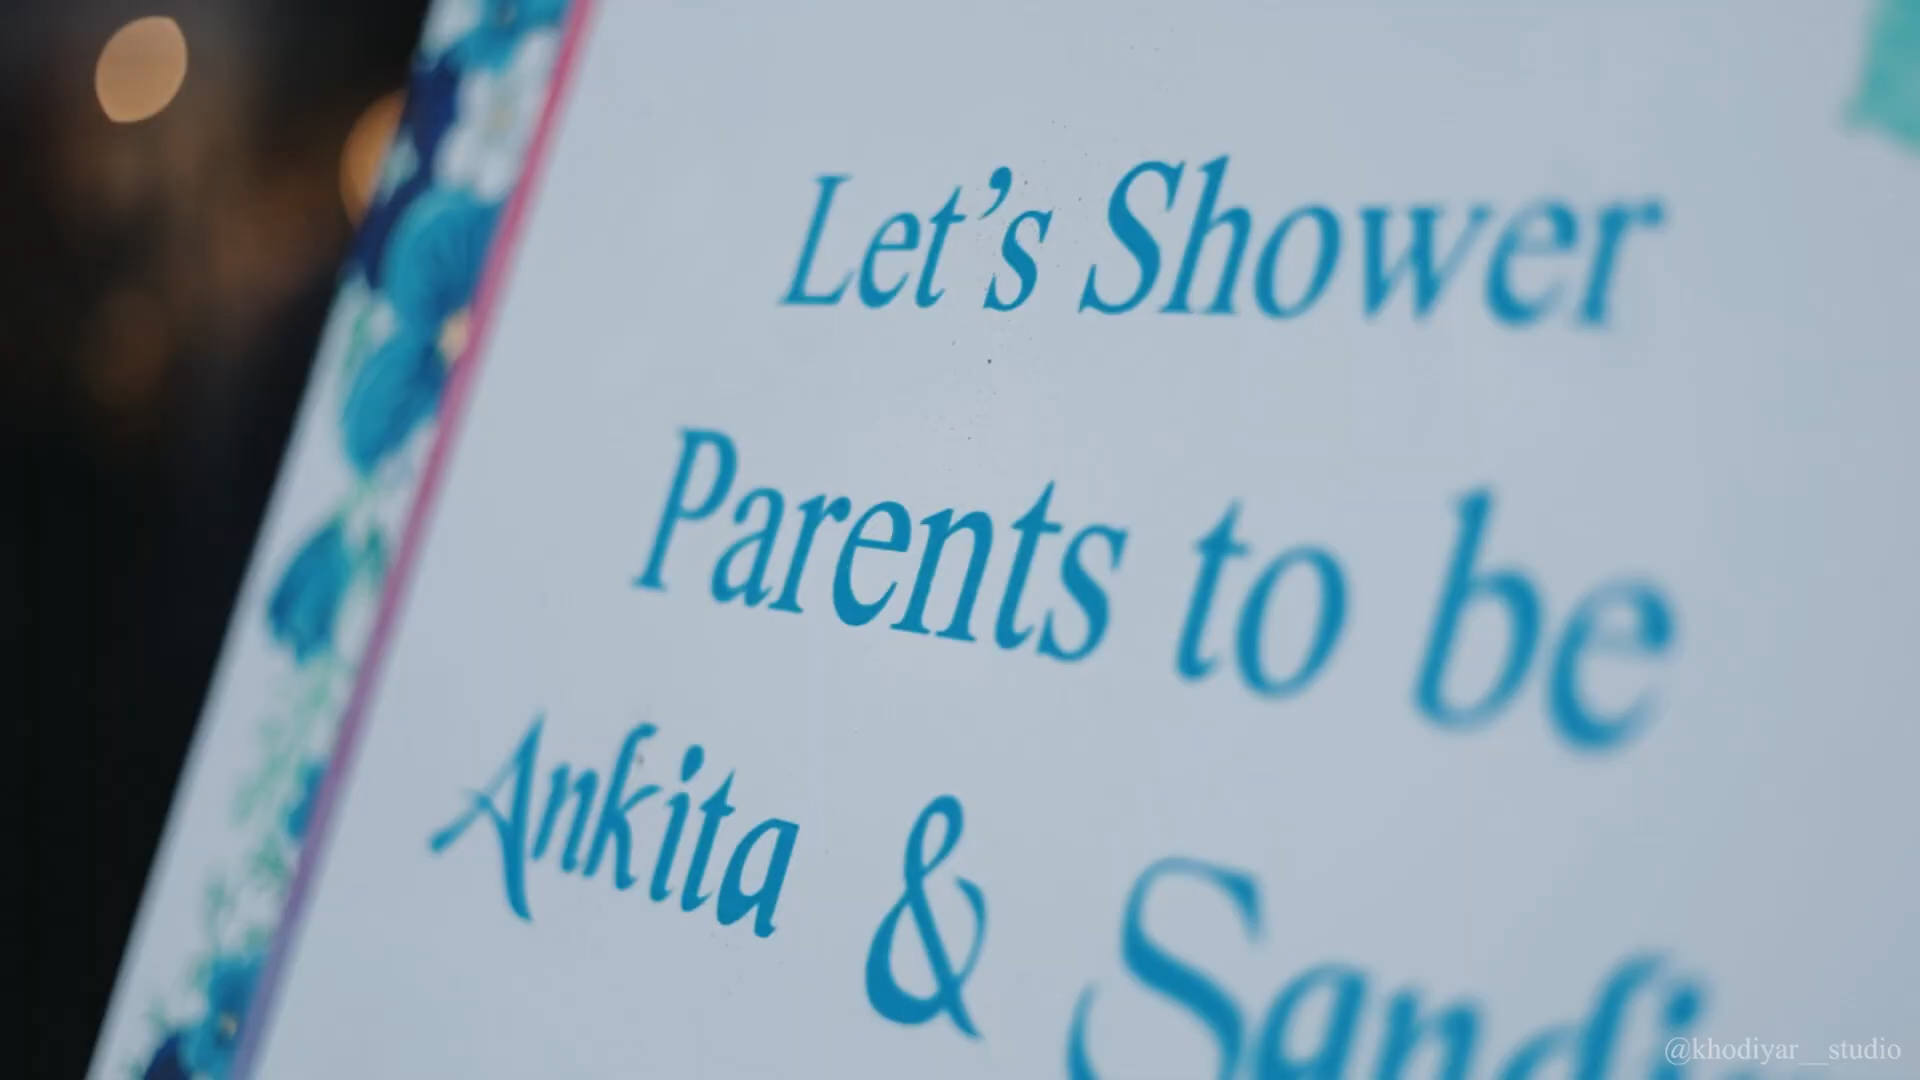 Let's Shower
Parents to be
Ankita &
@khodiyar__studio